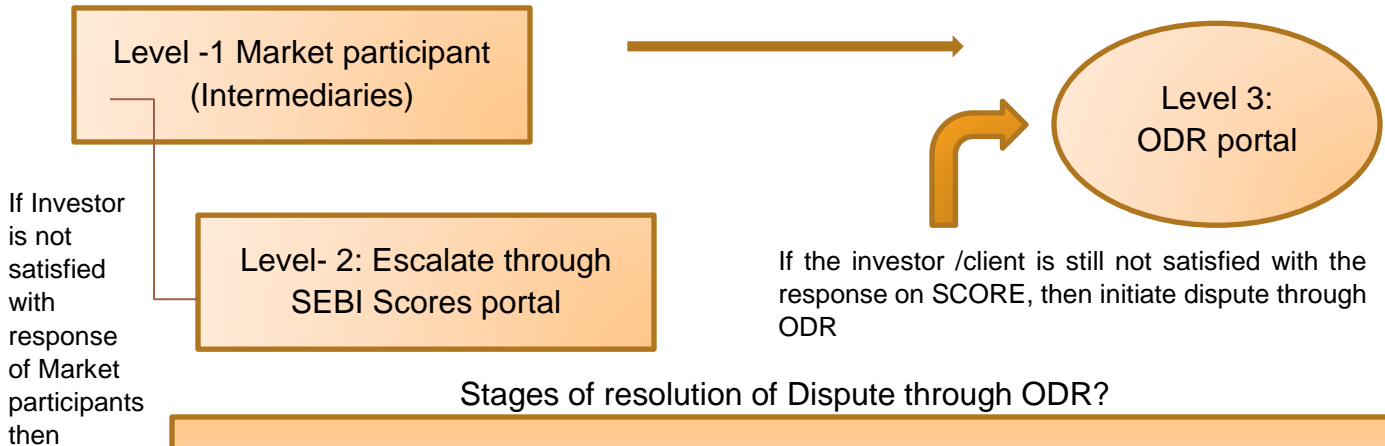 Level -1 Market participant
(Intermediaries)
Level 3:
ODR portal
If Investor
is not
satisfied
with
response
of Market
participants
then
Level- 2: Escalate through
SEBI Scores portal
If the investor /client is still not satisfied with the
response on SCORE, then initiate dispute through
ODR
Stages of resolution of Dispute through ODR?